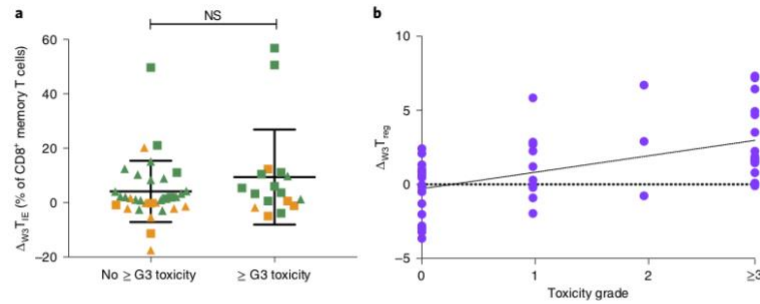 a
NS
ΔW3TIE (% of CD8+ memory T cells)
60
40
20
0
−20
No ≥ G3 toxicity
≥ G3 toxicity
b
ΔW3Treg
10
5
0
−5
0
1
2
≥3
Toxicity grade